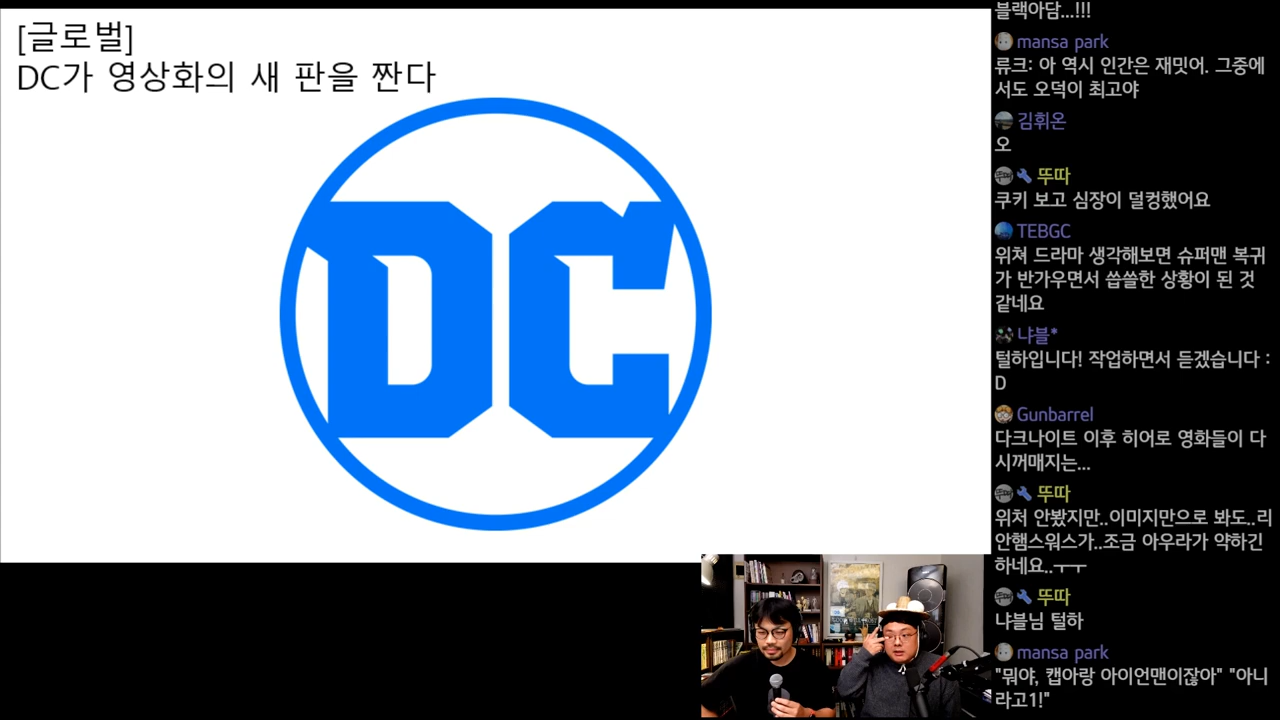 [글로벌]
DC가 영상화의 새 판을 짠다
DC
블랙아담...!!!
mansa park
류크: 아 역시 인간은 재밋어. 그중에
서도 오덕이 최고야
김휘온
오
뚜따
쿠키 보고 심장이 덜컹했어요
TEBGC
위쳐 드라마 생각해보면 슈퍼맨 복귀
가 반가우면서 씁쓸한 상황이 된 것
같네요
냐블*
털하입니다! 작업하면서 듣겠습니다 :
D
Gunbarrel
다크나이트 이후 히어로 영화들이 다
시꺼매지는...
뚜따
위처 안봤지만..이미지만으로 봐도..리
안햄스워스가..조금 아우라가 약하긴
하네요..ㅜㅜ
뚜따
냐블님 털하
mansa park
"뭐야, 캡아랑 아이언맨이잖아" "아니
라고1!"